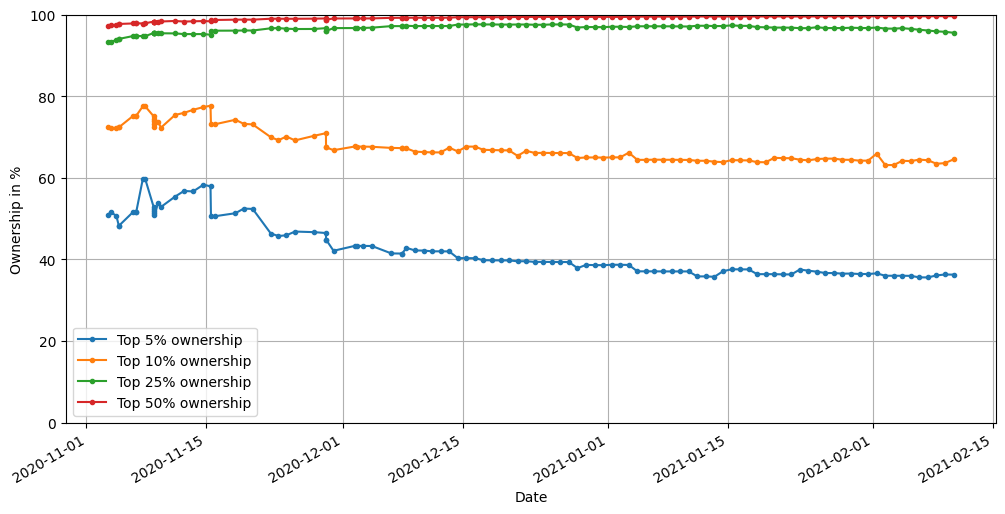 100
80
60
40
20
0
Ownership in %
Top 5% ownership
Top 10% ownership
Top 25% ownership
Top 50% ownership
2020-11-01
2020-11-15
2020-12-01
2020-12-15
2021-01-01
2021-01-15
2021-02-01
2021-02-15
Date